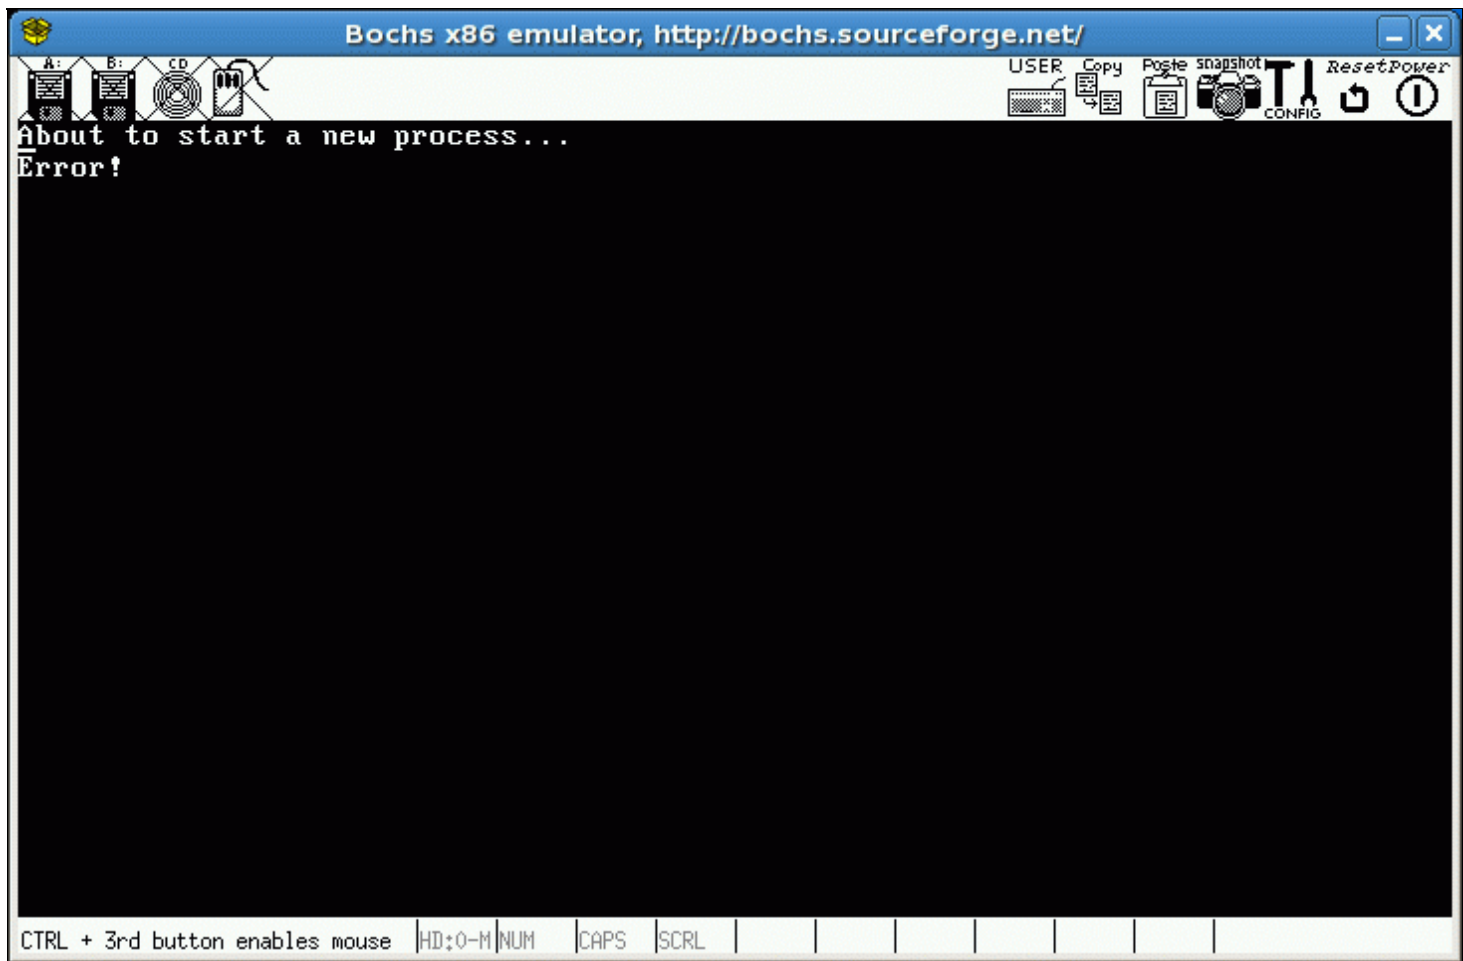 Bochs x86 emulator, http://bochs.sourceforge.net/
A: B: CD USER Copy Paste snapshot CONFIG Reset Power
About to start a new process...
Error!
CTRL + 3rd button enables mouse HD:0-M NUM CAPS SCRL